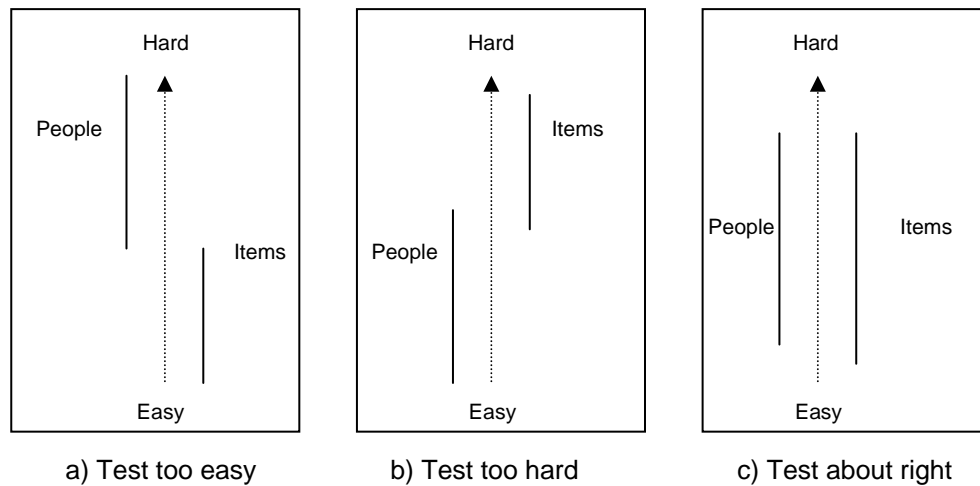 Hard
People
Items
Easy
a) Test too easy
Hard
Items
People
Easy
b) Test too hard
Hard
People
Items
Easy
c) Test about right